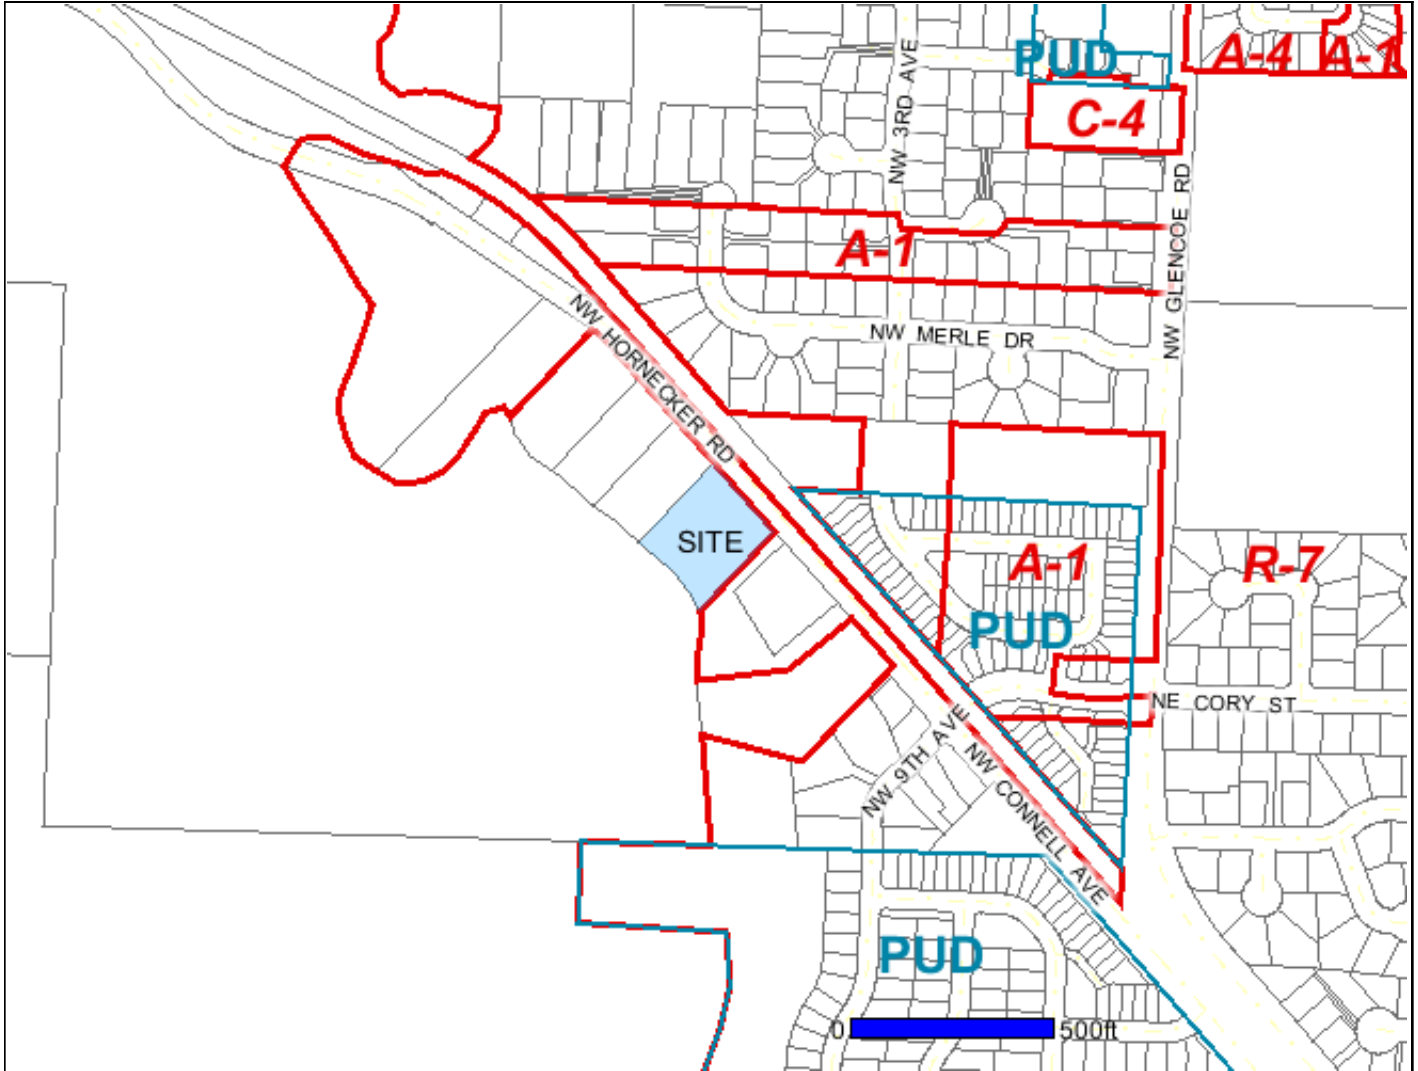 A-4
A-1
PUD
C-4
NW 3RD AVE
NW GLENCOE RD
A-1
NW HORNECKER RD
NW MERLE DR
SITE
A-1
R-7
PUD
NE CORY ST
NW 9TH AVE
NW CONNELL AVE
PUD
0 500ft